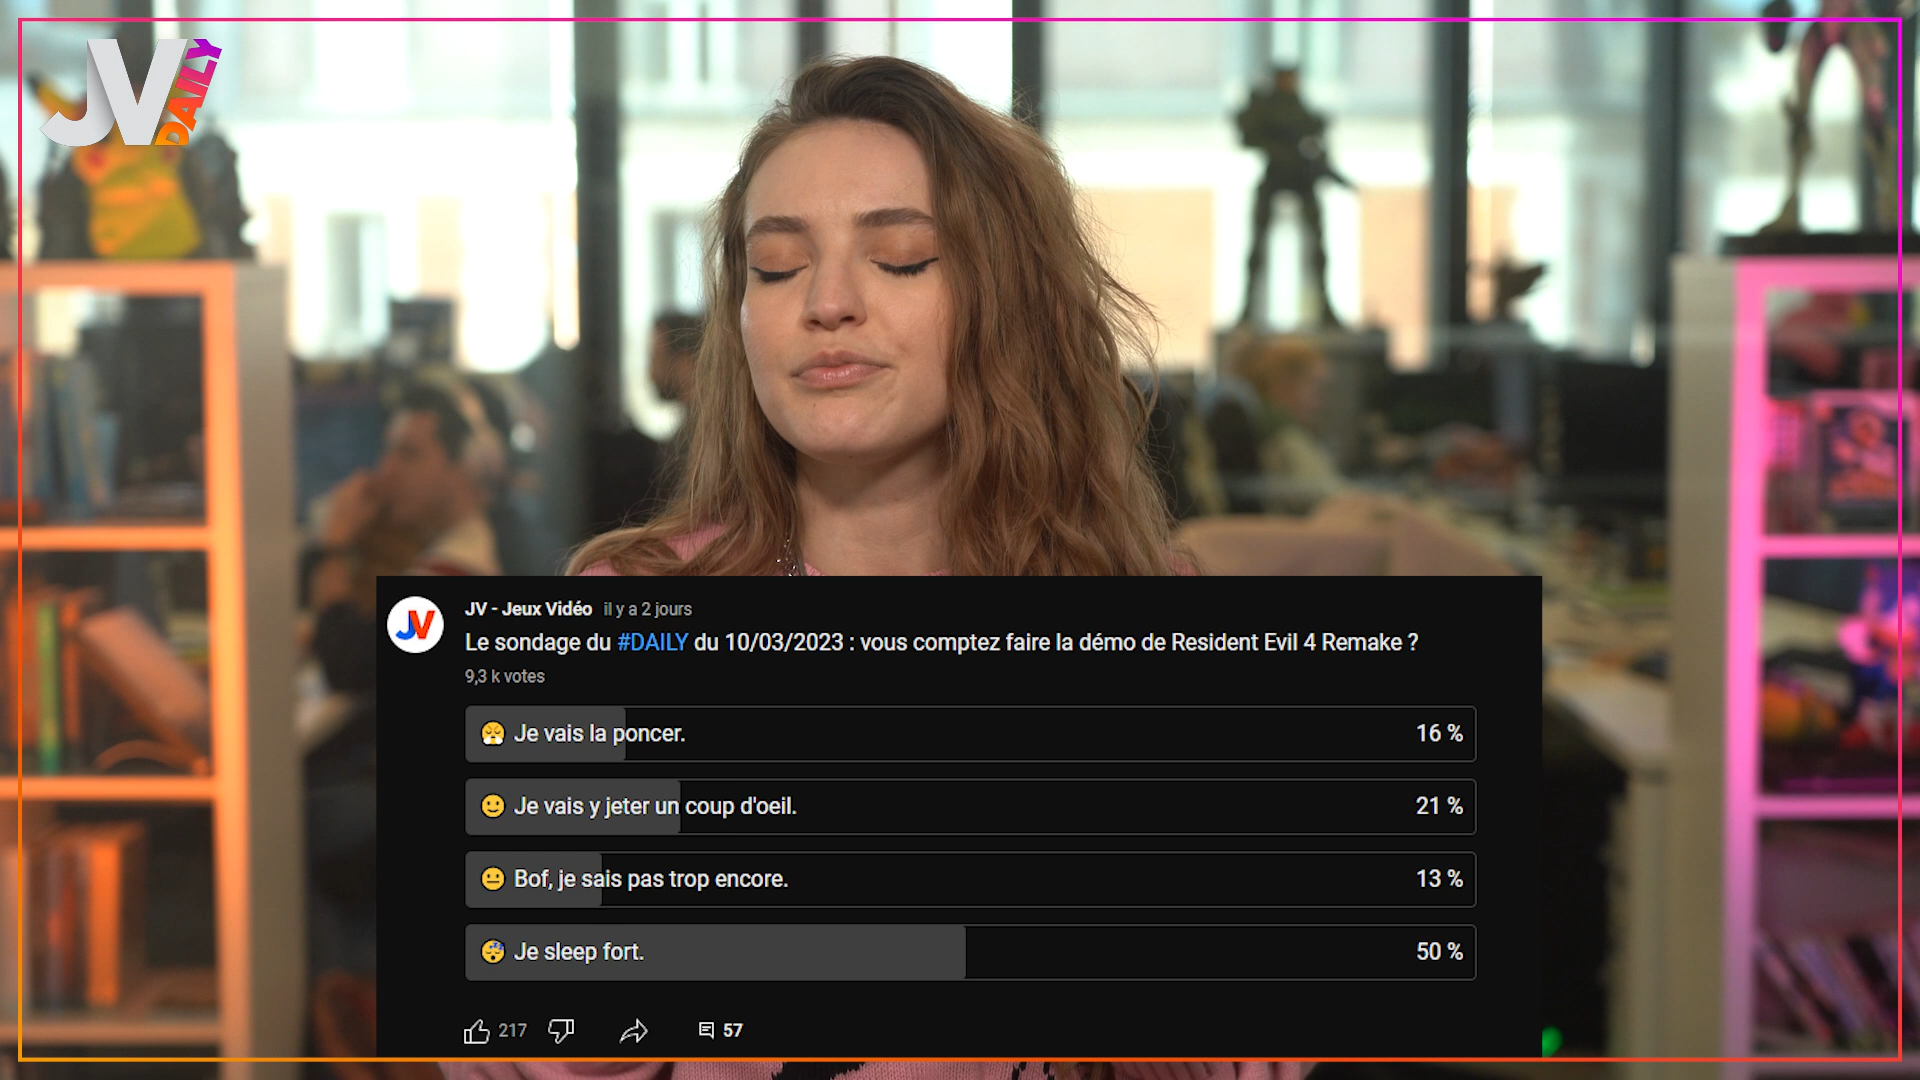 JV DAILY
JV
JV - Jeux Vidéo il y a 2 jours
Le sondage du #DAILY du 10/03/2023 : vous comptez faire la démo de Resident Evil 4 Remake ?
9,3 k votes
Je vais la poncer. 16 %
Je vais y jeter un coup d'oeil. 21 %
Bof, je sais pas trop encore. 13 %
Je sleep fort. 50 %
217 57